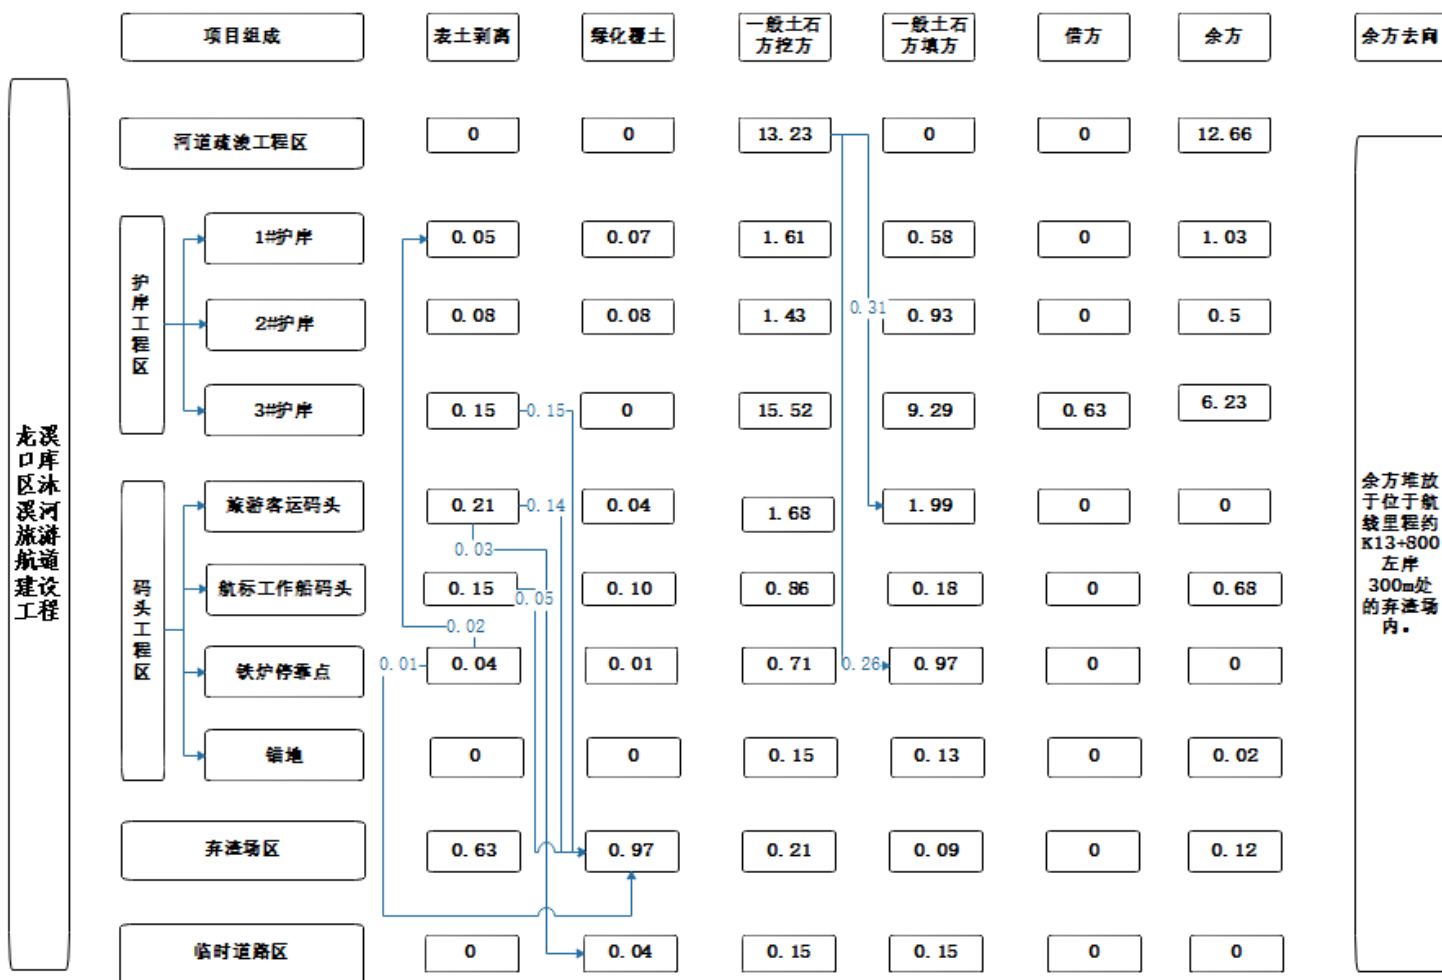 项目组成
表土剥离
绿化覆土
一般土石
方挖方
一般土石
方填方
借方
余方
余方去向
龙溪
口库
区沐
溪河
旅游
航道
建设
工程
河道疏浚工程区
0
0
13.23
0
0
12.66
护岸工程区
1#护岸
0.05
0.07
1.61
0.58
0
1.03
2#护岸
0.08
0.08
1.43
0.31
0.93
0
0.5
3#护岸
0.15
0.15
0
15.52
9.29
0.63
6.23
码头工程区
旅游客运码头
0.21
0.14
0.04
1.68
1.99
0
0
0.03
航标工作船码头
0.15
0.05
0.10
0.86
0.18
0
0.68
0.02
铁炉停靠点
0.01
0.04
0.01
0.71
0.26
0.97
0
0
锚地
0
0
0.15
0.13
0
0.02
弃渣场区
0.63
0.97
0.21
0.09
0
0.12
临时道路区
0
0.04
0.15
0.15
0
0
余方堆放
于位于航
线里程约
K13+800
左岸
300m处
的弃渣场
内。